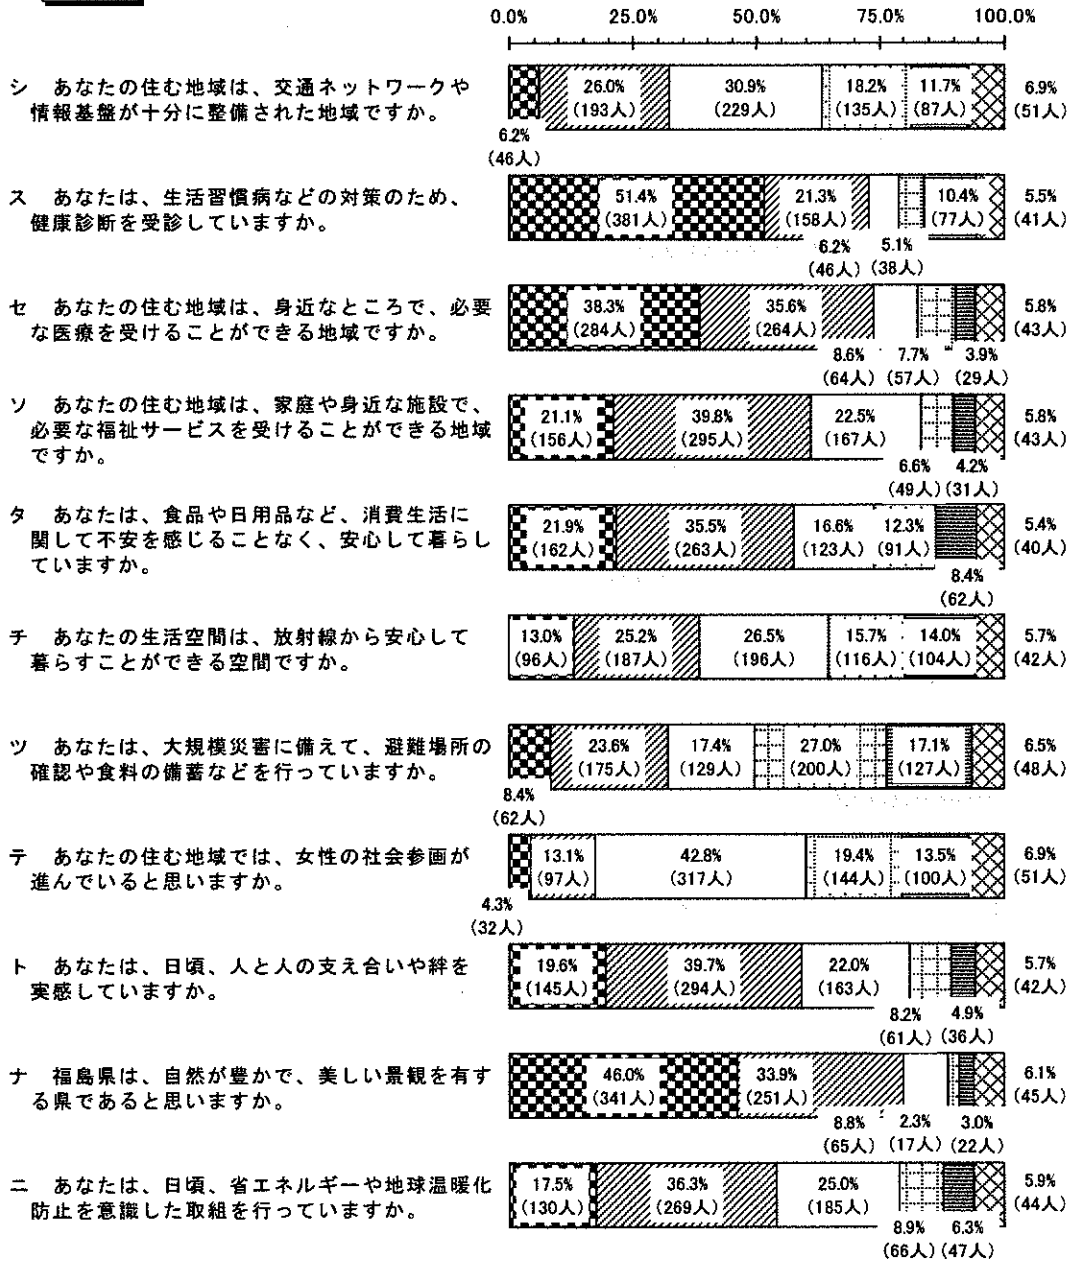 0.0% 25.0% 50.0% 75.0% 100.0%
シ あなたの住む地域は、交通ネットワークや
情報基盤が十分に整備された地域ですか。
26.0% 30.9% 18.2% 11.7% 6.9%
(193人) (229人) (135人) (87人) (51人)
6.2%
(46人)
ス あなたは、生活習慣病などの対策のため、
健康診断を受診していますか。
51.4% 21.3% 10.4% 5.5%
(381人) (158人) (77人) (41人)
6.2% 5.1%
(46人) (38人)
セ あなたの住む地域は、身近なところで、必要
な医療を受けることができる地域ですか。
38.3% 35.6% 5.8%
(284人) (264人) (43人)
8.6% 7.7% 3.9%
(64人) (57人) (29人)
ソ あなたの住む地域は、家庭や身近な施設で、
必要な福祉サービスを受けることができる地域
ですか。
21.1% 39.8% 22.5% 5.8%
(156人) (295人) (167人) (43人)
6.6% 4.2%
(49人) (31人)
タ あなたは、食品や日用品など、消費生活に
関して不安を感じることなく、安心して暮らし
ていますか。
21.9% 35.5% 16.6% 12.3% 5.4%
(162人) (263人) (123人) (91人) (40人)
8.4%
(62人)
チ あなたの生活空間は、放射線から安心して
暮らすことができる空間ですか。
13.0% 25.2% 26.5% 15.7% 14.0% 5.7%
(96人) (187人) (196人) (116人) (104人) (42人)
ツ あなたは、大規模災害に備えて、避難場所の
確認や食料の備蓄などを行っていますか。
23.6% 17.4% 27.0% 17.1% 6.5%
(175人) (129人) (200人) (127人) (48人)
8.4%
(62人)
テ あなたの住む地域では、女性の社会参画が
進んでいると思いますか。
13.1% 42.8% 19.4% 13.5% 6.9%
(97人) (317人) (144人) (100人) (51人)
4.3%
(32人)
ト あなたは、日頃、人と人の支え合いや絆を
実感していますか。
19.6% 39.7% 22.0% 5.7%
(145人) (294人) (163人) (42人)
8.2% 4.9%
(61人) (36人)
ナ 福島県は、自然が豊かで、美しい景観を有す
る県であると思いますか。
46.0% 33.9% 6.1%
(341人) (251人) (45人)
8.8% 2.3% 3.0%
(65人) (17人) (22人)
ニ あなたは、日頃、省エネルギーや地球温暖化
防止を意識した取組を行っていますか。
17.5% 36.3% 25.0% 5.9%
(130人) (269人) (185人) (44人)
8.9% 6.3%
(66人) (47人)